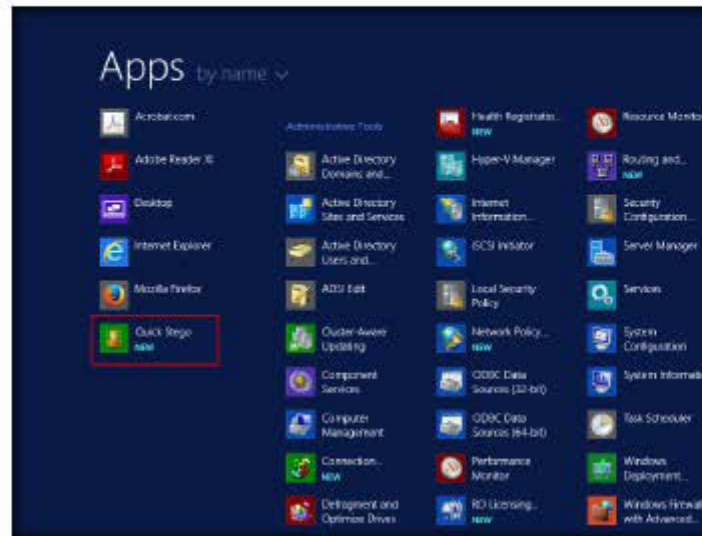 Apps by name
Acrobat.com
Adobe Reader XI
Desktop
Internet Explorer
Mozilla Firefox
Quick Stego
NEW
Administrative Tools
Active Directory
Domains and...
Active Directory
Sites and Services
Active Directory
Users and...
ADSI Edit
Cluster-Aware
Updating
Component
Services
Computer
Management
Connection...
NEW
Defragment and
Optimize Drives
Health Registratio...
NEW
Hyper-V Manager
Internet
Information...
iSCSI Initiator
Local Security
Policy
Network Policy...
NEW
ODBC Data
Sources (32-bit)
ODBC Data
Sources (64-bit)
Performance
Monitor
RD Licensing...
NEW
Resource Monito
Routing and...
NEW
Security
Configuration...
Server Manager
Services
System
Configuration
System Informati
Task Scheduler
Windows
Deployment...
Windows Firewal
with Advanced...